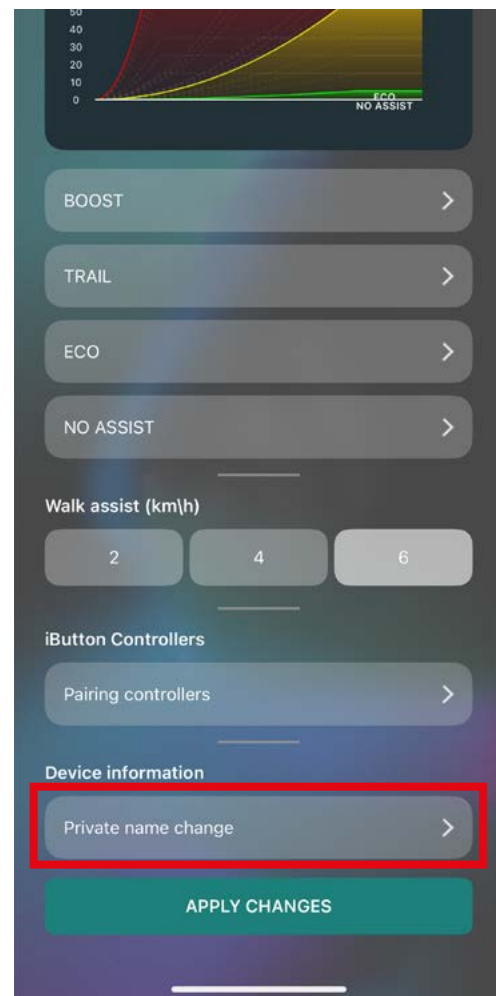 50
40
30
20
10
0
ECO
NO ASSIST
BOOST
TRAIL
ECO
NO ASSIST
Walk assist (km\h)
2 4 6
iButton Controllers
Pairing controllers
Device information
Private name change
APPLY CHANGES